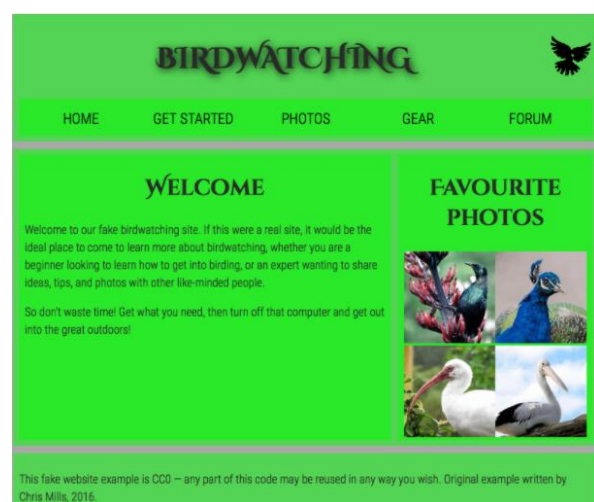 BIRDWATCHING
HOME GET STARTED PHOTOS GEAR FORUM
WELCOME
Welcome to our fake birdwatching site. If this were a real site, it would be the
ideal place to come to learn more about birdwatching, whether you are a
beginner looking to learn how to get into birding, or an expert wanting to share
ideas, tips, and photos with other like-minded people.
So don't waste time! Get what you need, then turn off that computer and get out
into the great outdoors!
FAVOURITE
PHOTOS
This fake website example is CC0 — any part of this code may be reused in any way you wish. Original example written by
Chris Mills, 2016.